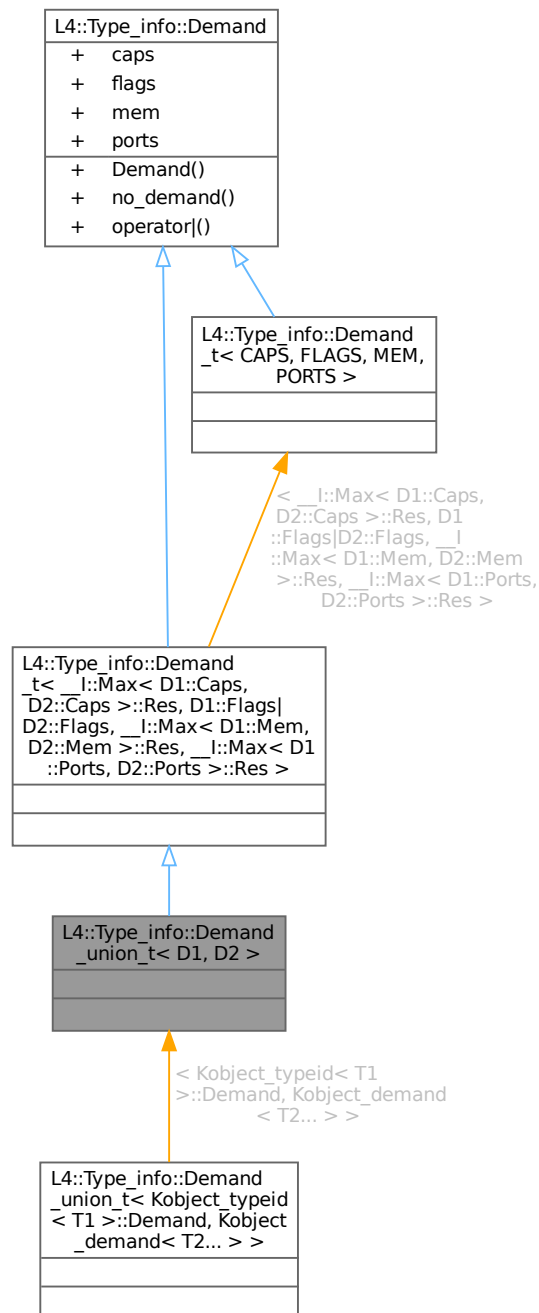 L4::Type_info::Demand
+ caps
+ flags
+ mem
+ ports
+ Demand()
+ no_demand()
+ operator|()
L4::Type_info::Demand
_t< CAPS, FLAGS, MEM,
PORTS >
< __I::Max< D1::Caps,
D2::Caps >::Res, D1
::Flags|D2::Flags, __I
::Max< D1::Mem, D2::Mem
>::Res, __I::Max< D1::Ports,
D2::Ports >::Res >
L4::Type_info::Demand
_t< __I::Max< D1::Caps,
D2::Caps >::Res, D1::Flags|
D2::Flags, __I::Max< D1::Mem,
D2::Mem >::Res, __I::Max< D1
::Ports, D2::Ports >::Res >
L4::Type_info::Demand
_union_t< D1, D2 >
< Kobject_typeid< T1
>::Demand, Kobject_demand
< T2... > >
L4::Type_info::Demand
_union_t< Kobject_typeid
< T1 >::Demand, Kobject
_demand< T2... > >